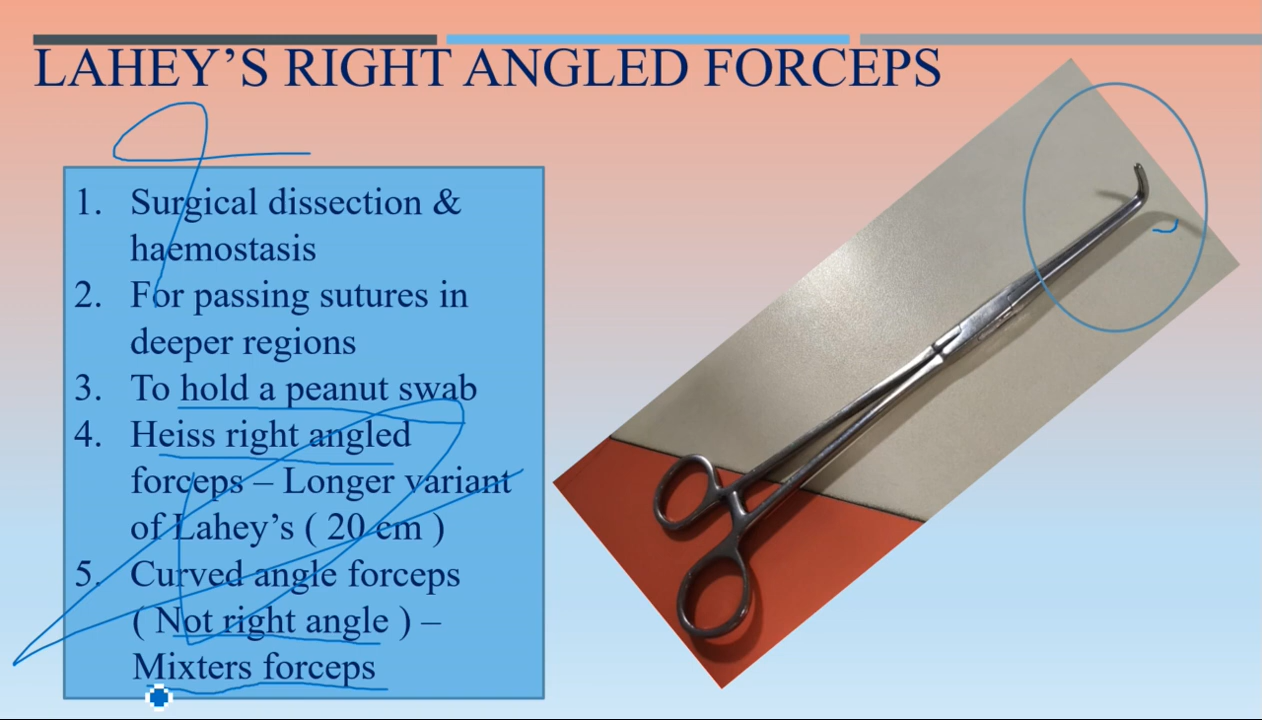 LAHEY’S RIGHT ANGLED FORCEPS
1. Surgical dissection &
haemostasis
2. For passing sutures in
deeper regions
3. To hold a peanut swab
4. Heiss right angled
forceps – Longer variant
of Lahey’s ( 20 cm )
5. Curved angle forceps
( Not right angle ) –
Mixters forceps